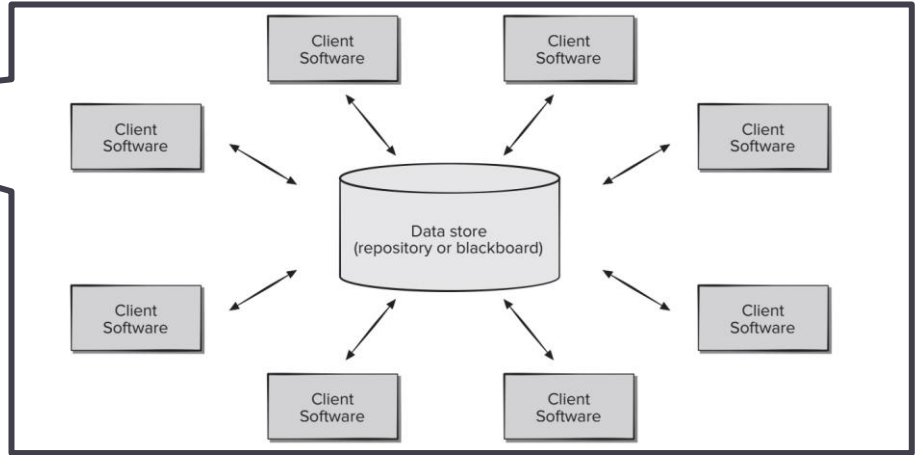 Client
Software
Client
Software
Client
Software
Client
Software
Data store
(repository or blackboard)
Client
Software
Client
Software
Client
Software
Client
Software